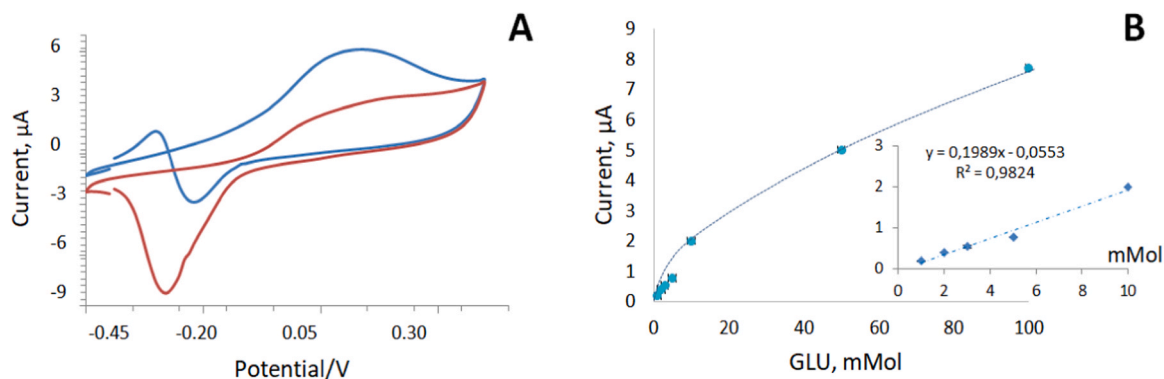 A
6
3
0
-3
-6
-9
Current, µA
-0.45 -0.20 0.05 0.30
Potential/V
B
9
8
7
6
5
4
3
2
1
0
Current, µA
0 20 40 60 80 100
GLU, mMol
3
2
1
0
y = 0,1989x - 0,0553
R² = 0,9824
mMol
0 2 4 6 8 10